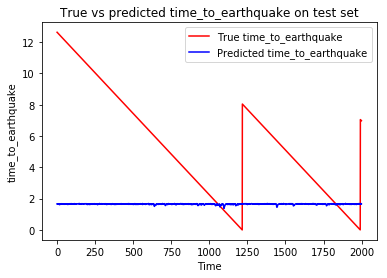 True vs predicted time_to_earthquake on test set
True time_to_earthquake
Predicted time_to_earthquake
time_to_earthquake
12
10
8
6
4
2
0
0 250 500 750 1000 1250 1500 1750 2000
Time